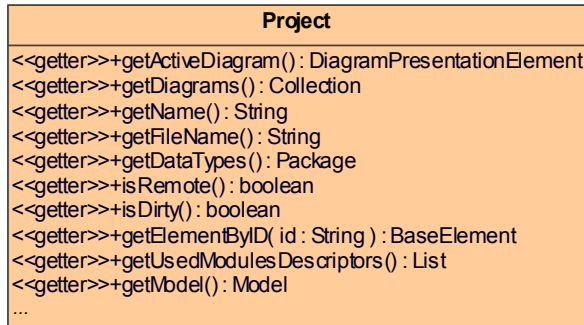 Project
<<getter>>+getActiveDiagram() : DiagramPresentationElement
<<getter>>+getDiagrams() : Collection
<<getter>>+getName() : String
<<getter>>+getFileName() : String
<<getter>>+getDataTypes() : Package
<<getter>>+isRemote() : boolean
<<getter>>+isDirty() : boolean
<<getter>>+getElementByID( id : String ) : BaseElement
<<getter>>+getUsedModulesDescriptors() : List
<<getter>>+getModel() : Model
...